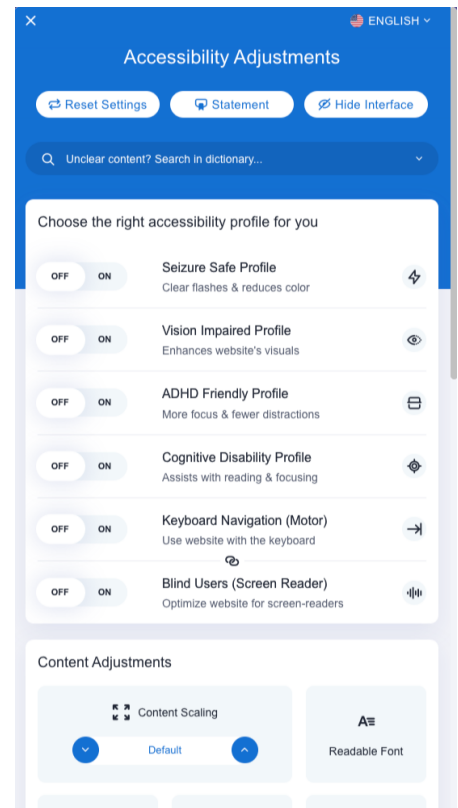 ENGLISH
Accessibility Adjustments
Reset Settings
Statement
Hide Interface
Unclear content? Search in dictionary...
Choose the right accessibility profile for you
OFF ON
Seizure Safe Profile
Clear flashes & reduces color
OFF ON
Vision Impaired Profile
Enhances website's visuals
OFF ON
ADHD Friendly Profile
More focus & fewer distractions
OFF ON
Cognitive Disability Profile
Assists with reading & focusing
OFF ON
Keyboard Navigation (Motor)
Use website with the keyboard
OFF ON
Blind Users (Screen Reader)
Optimize website for screen-readers
Content Adjustments
Content Scaling
Default
Readable Font